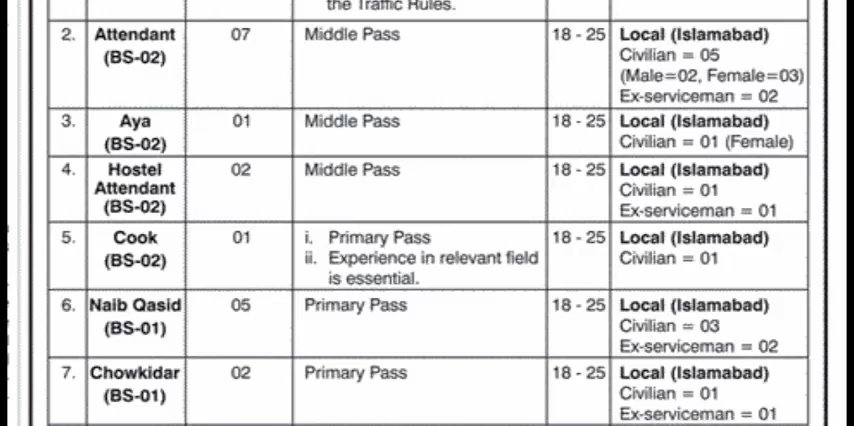 the Traffic Rules.
2. Attendant (BS-02) 07 Middle Pass 18 - 25 Local (Islamabad)
Civilian = 05
(Male=02, Female=03)
Ex-serviceman = 02
3. Aya (BS-02) 01 Middle Pass 18 - 25 Local (Islamabad)
Civilian = 01 (Female)
4. Hostel Attendant (BS-02) 02 Middle Pass 18 - 25 Local (Islamabad)
Civilian = 01
Ex-serviceman = 01
5. Cook (BS-02) 01 i. Primary Pass
ii. Experience in relevant field
is essential.
18 - 25 Local (Islamabad)
Civilian = 01
6. Naib Qasid (BS-01) 05 Primary Pass 18 - 25 Local (Islamabad)
Civilian = 03
Ex-serviceman = 02
7. Chowkidar (BS-01) 02 Primary Pass 18 - 25 Local (Islamabad)
Civilian = 01
Ex-serviceman = 01